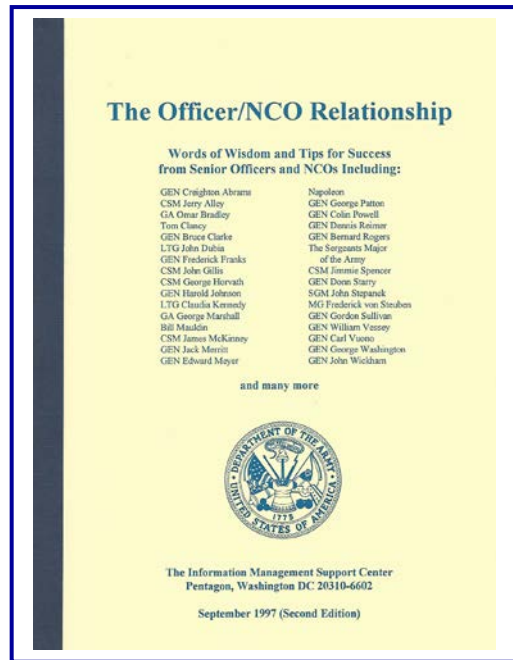 The Officer/NCO Relationship
Words of Wisdom and Tips for Success
from Senior Officers and NCOs Including:
GEN Creighton Abrams
CSM Jerry Alley
GA Omar Bradley
Tom Clancy
GEN Bruce Clarke
LTG John Dubia
GEN Frederick Franks
CSM John Gillis
CSM George Horvath
GEN Harold Johnson
LTG Claudia Kennedy
GA George Marshall
Bill Mauldin
CSM James McKinney
GEN Jack Merritt
GEN Edward Meyer
Napoleon
GEN George Patton
GEN Colin Powell
GEN Dennis Reimer
GEN Bernard Rogers
The Sergeants Major
of the Army
CSM Jimmie Spencer
GEN Donn Starry
SGM John Stepanek
MG Frederick von Steuben
GEN Gordon Sullivan
GEN William Vessey
GEN Carl Vuono
GEN George Washington
GEN John Wickham
and many more
DEPARTMENT OF THE ARMY
UNITED STATES OF AMERICA
1775
The Information Management Support Center
Pentagon, Washington DC 20310-6602
September 1997 (Second Edition)